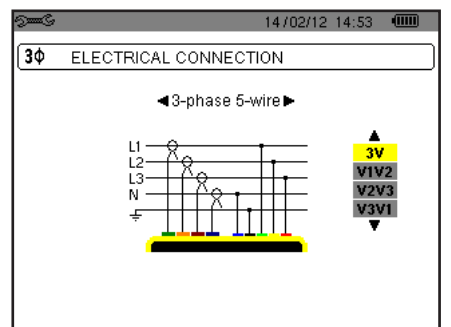 14/02/12 14:53
3Φ ELECTRICAL CONNECTION
◄3-phase 5-wire►
L1
L2
L3
N
3V
V1V2
V2V3
V3V1